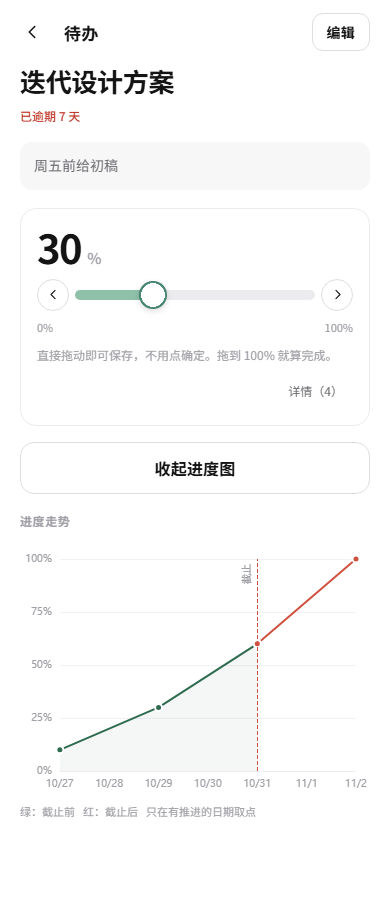 待办
编辑
迭代设计方案
已逾期 7 天
周五前给初稿
30 %
0%
100%
直接拖动即可保存，不用点确定。拖到 100% 就算完成。
详情（4）
收起进度图
进度走势
100%
75%
50%
25%
0%
截止
10/27 10/28 10/29 10/30 10/31 11/1 11/2
绿：截止前 红：截止后 只在有推进的日期取点